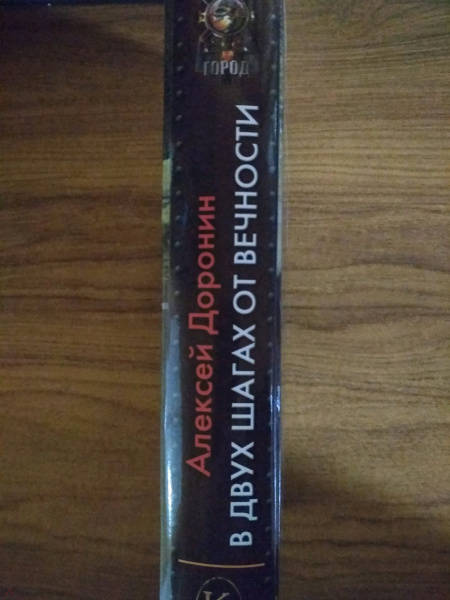 ГОРОД
Алексей Доронин
В ДВУХ ШАГАХ ОТ ВЕЧНОСТИ